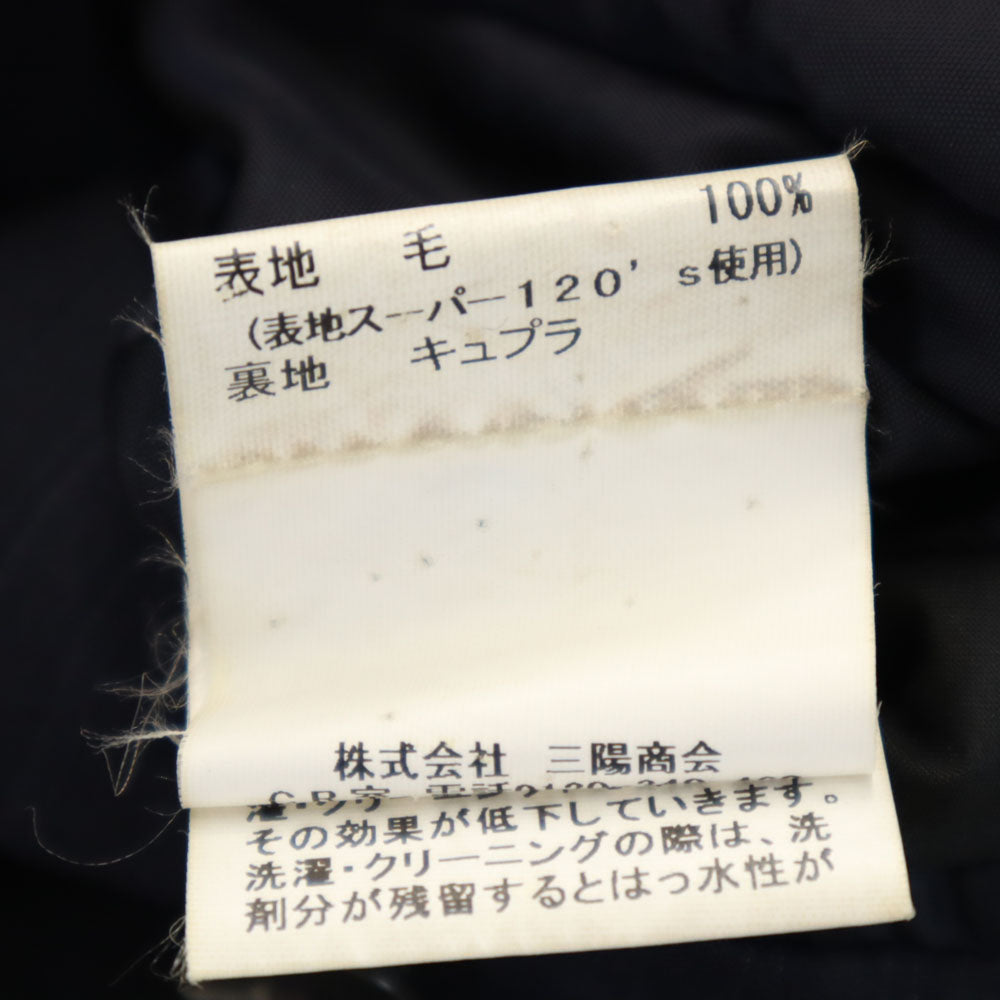 表地 毛 100%
(表地スーパー120's使用)
裏地 キュプラ
株式会社 三陽商会
その効果が低下していきます。
洗濯・クリーニングの際は、洗
剤分が残留するとはっ水性が